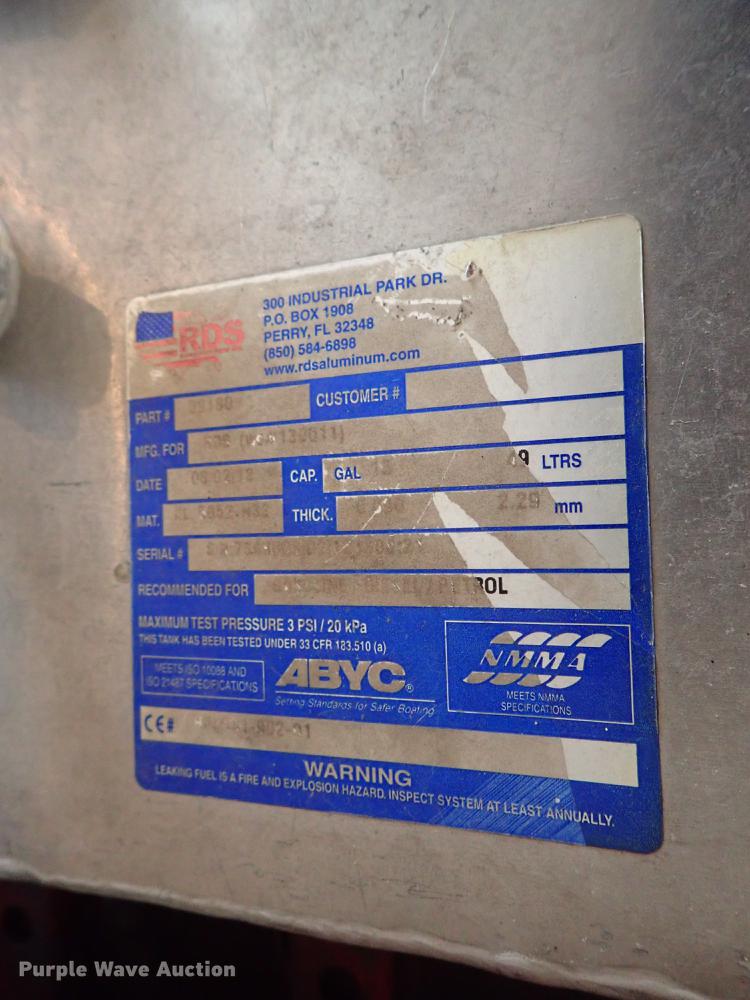 RDS
300 INDUSTRIAL PARK DR.
P.O. BOX 1908
PERRY, FL 32348
(850) 584-6898
www.rdsaluminum.com
PART # CUSTOMER #
MFG. FOR
DATE CAP. GAL LTRS
MAT. THICK. 2.29 mm
SERIAL #
RECOMMENDED FOR
MAXIMUM TEST PRESSURE 3 PSI / 20 kPa
THIS TANK HAS BEEN TESTED UNDER 33 CFR 183.510 (a)
MEETS ISO 10088 AND
ISO 21487 SPECIFICATIONS
ABYC®
Setting Standards for Safer Boating
NMMA
MEETS NMMA
SPECIFICATIONS
CE#
WARNING
LEAKING FUEL IS A FIRE AND EXPLOSION HAZARD. INSPECT SYSTEM AT LEAST ANNUALLY.
Purple Wave Auction